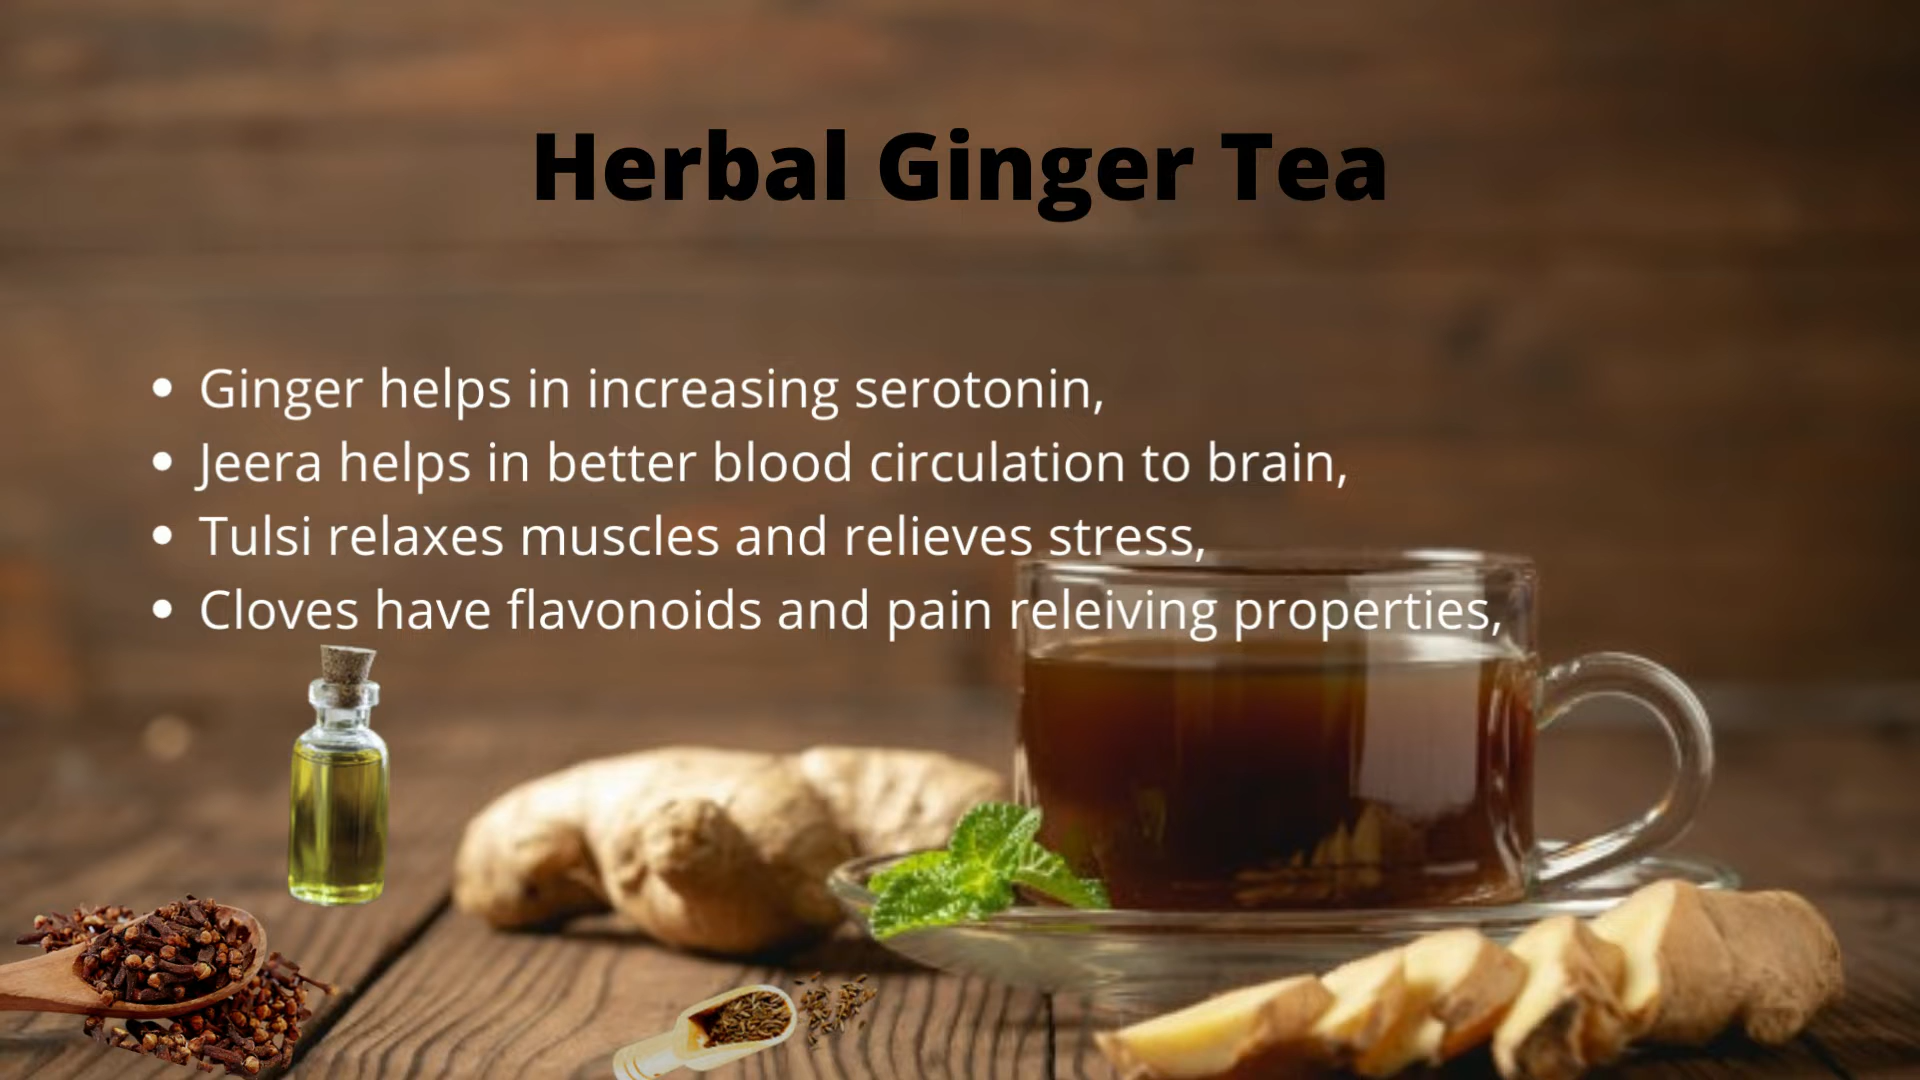 Herbal Ginger Tea
• Ginger helps in increasing serotonin,
• Jeera helps in better blood circulation to brain,
• Tulsi relaxes muscles and relieves stress,
• Cloves have flavonoids and pain releiving properties,